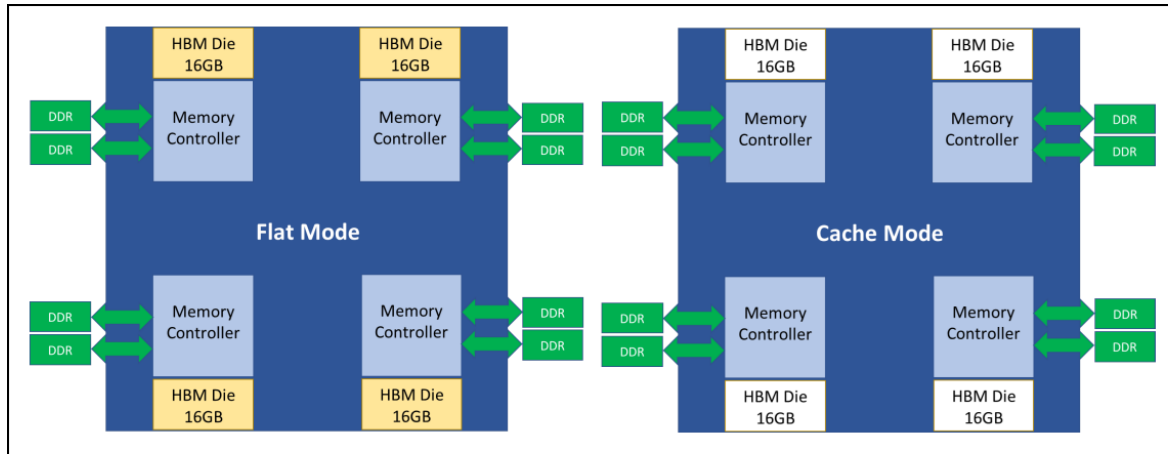 HBM Die
16GB
HBM Die
16GB
DDR
DDR
Memory
Controller
Memory
Controller
DDR
DDR
Flat Mode
DDR
DDR
Memory
Controller
Memory
Controller
DDR
DDR
HBM Die
16GB
HBM Die
16GB
HBM Die
16GB
HBM Die
16GB
DDR
DDR
Memory
Controller
Memory
Controller
DDR
DDR
Cache Mode
DDR
DDR
Memory
Controller
Memory
Controller
DDR
DDR
HBM Die
16GB
HBM Die
16GB